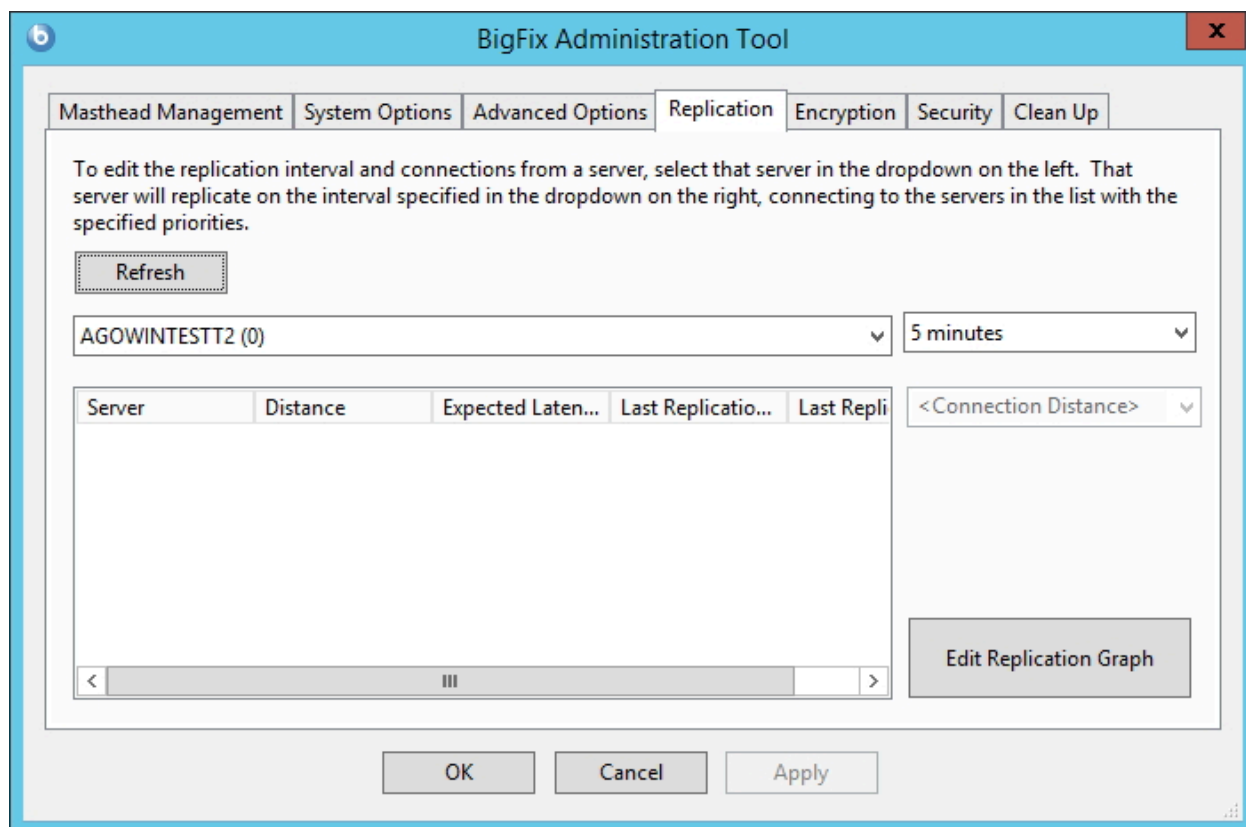 BigFix Administration Tool
x
Masthead Management System Options Advanced Options Replication Encryption Security Clean Up
To edit the replication interval and connections from a server, select that server in the dropdown on the left. That
server will replicate on the interval specified in the dropdown on the right, connecting to the servers in the list with the
specified priorities.
Refresh
AGOWINTESTT2 (0) 5 minutes
Server Distance Expected Laten... Last Replicatio... Last Repli <Connection Distance>
Edit Replication Graph
OK Cancel Apply